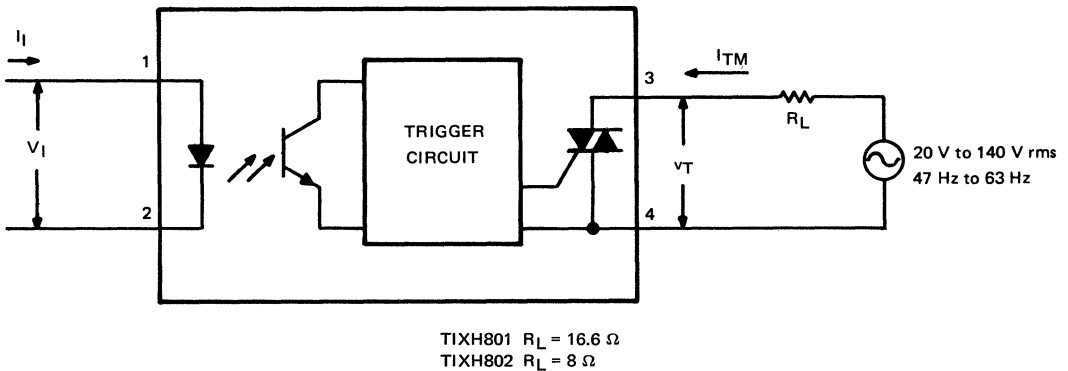 I_I
1
I_TM
3
R_L
V_I
TRIGGER
CIRCUIT
v_T
20 V to 140 V rms
47 Hz to 63 Hz
2
4
TIXH801 R_L = 16.6 Ω
TIXH802 R_L = 8 Ω